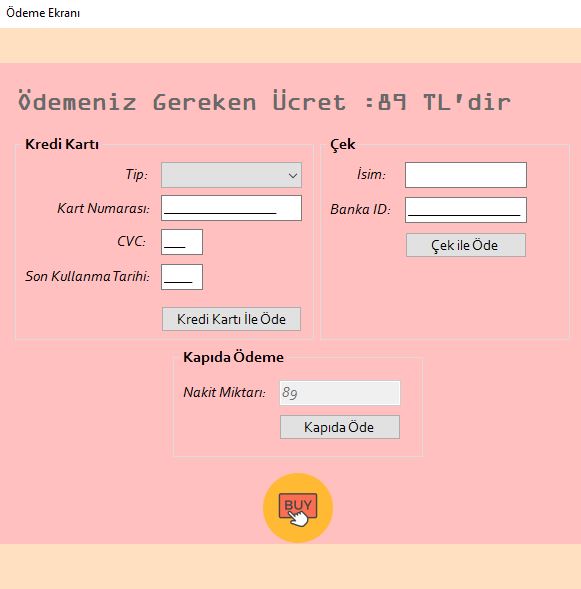 Ödeme Ekranı
Ödemeniz Gereken Ücret :89 TL'dir
Kredi Kartı
Tip:
Kart Numarası:
CVC:
Son Kullanma Tarihi:
Kredi Kartı İle Öde
Çek
İsim:
Banka ID:
Çek ile Öde
Kapıda Ödeme
Nakit Miktarı: 89
Kapıda Öde
BUY